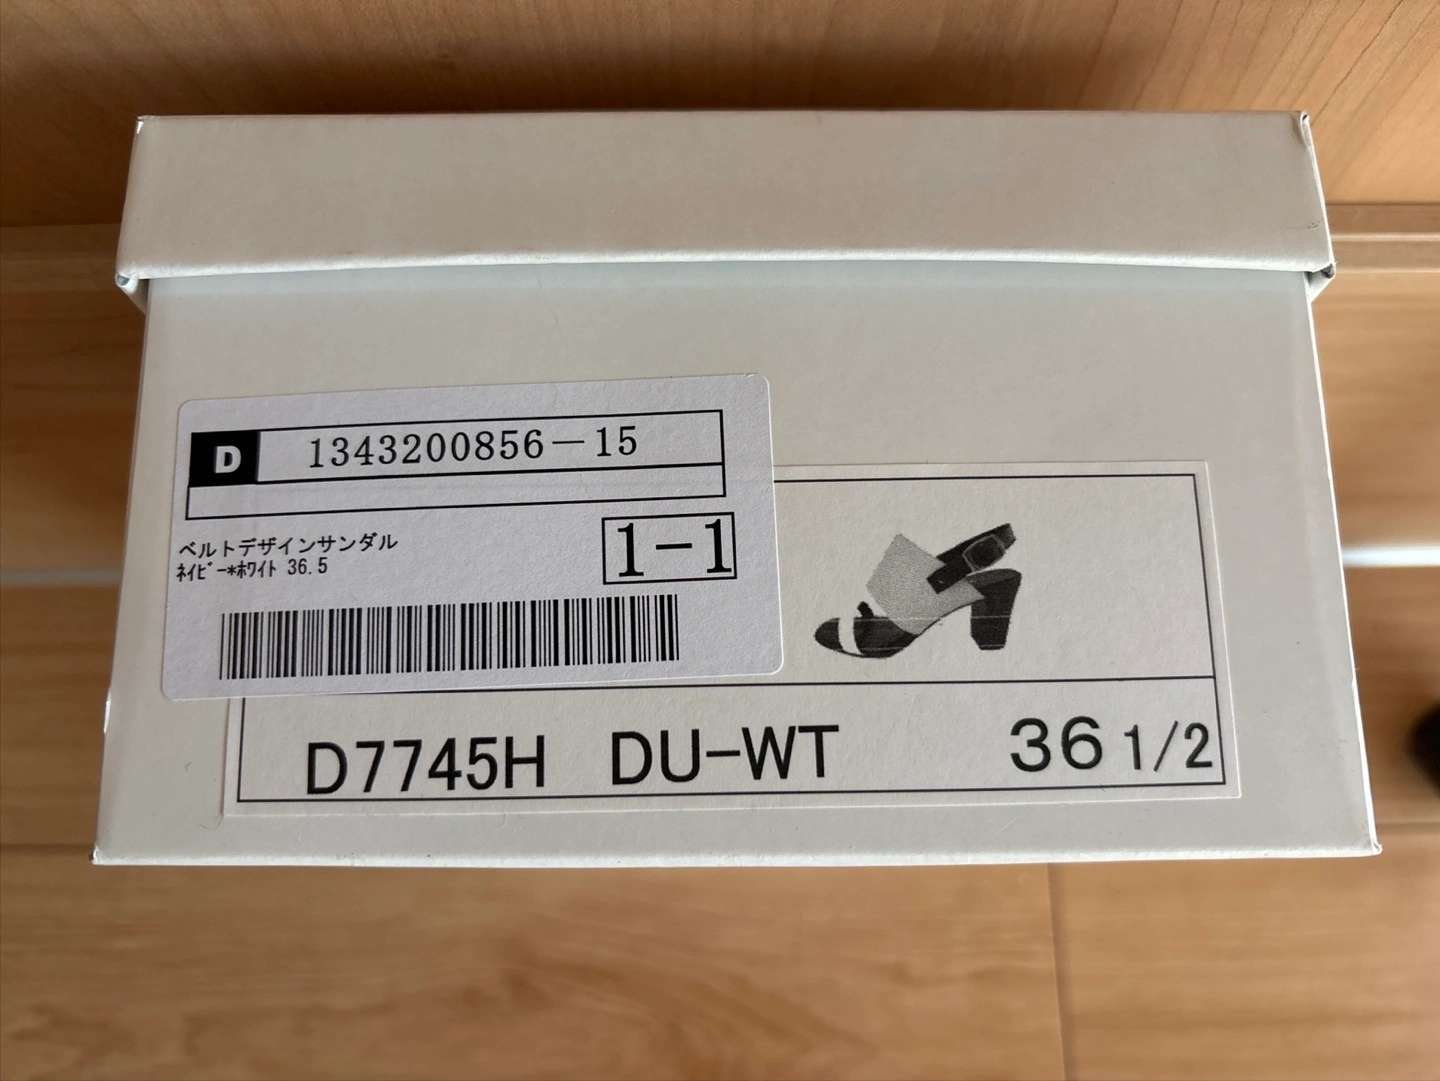 D 1343200856-15
ベルトデザインサンダル
ﾈｲﾋﾞｰ*ﾎﾜｲﾄ 36.5
1-1
D7745H DU-WT 36 1/2